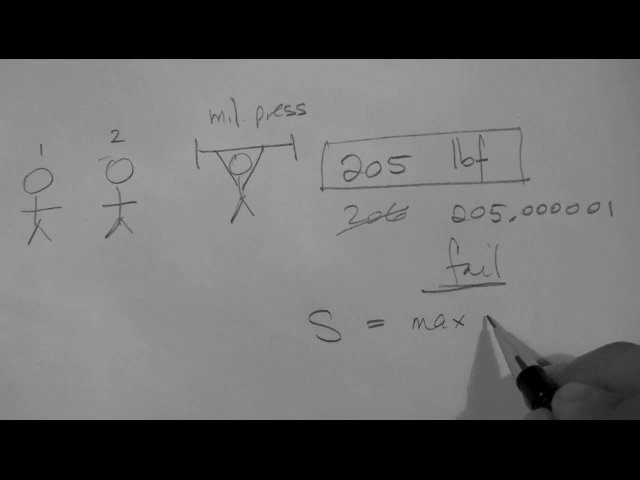 mil. press
1 2
205 lbf
206 205.000001
fail
S = max